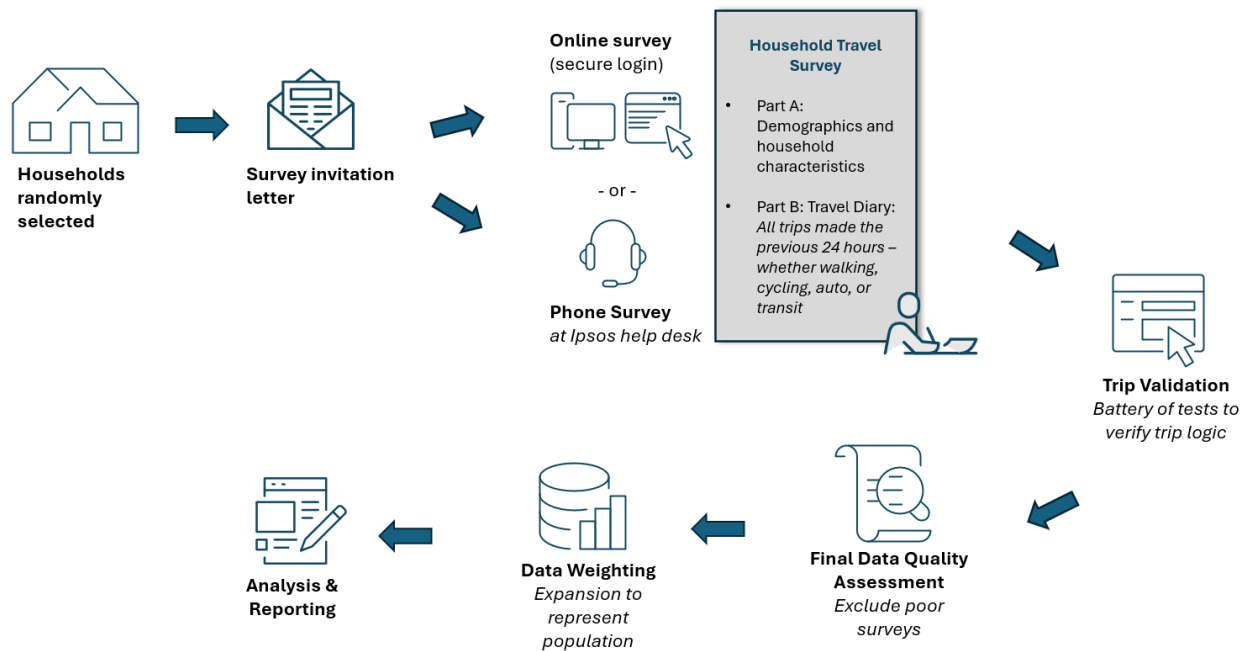 Households
randomly
selected
Survey invitation
letter
Online survey
(secure login)
- or -
Phone Survey
at Ipsos help desk
Household Travel
Survey
• Part A:
Demographics and
household
characteristics
• Part B: Travel Diary:
All trips made the
previous 24 hours –
whether walking,
cycling, auto, or
transit
Trip Validation
Battery of tests to
verify trip logic
Final Data Quality
Assessment
Exclude poor
surveys
Data Weighting
Expansion to
represent
population
Analysis &
Reporting